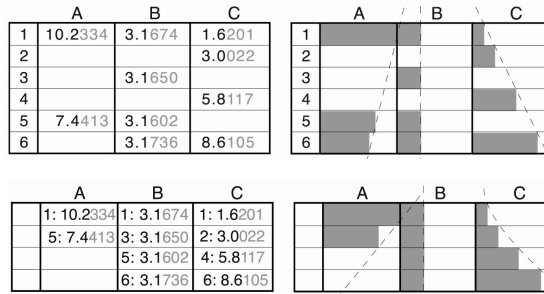 A B C A B C
1 10.2334 3.1674 1.6201 1
2 3.0022 2
3 3.1650 3
4 5.8117 4
5 7.4413 3.1602 5
6 3.1736 8.6105 6
A B C A B C
1: 10.2334 1: 3.1674 1: 1.6201
5: 7.4413 3: 3.1650 2: 3.0022
5: 3.1602 4: 5.8117
6: 3.1736 6: 8.6105